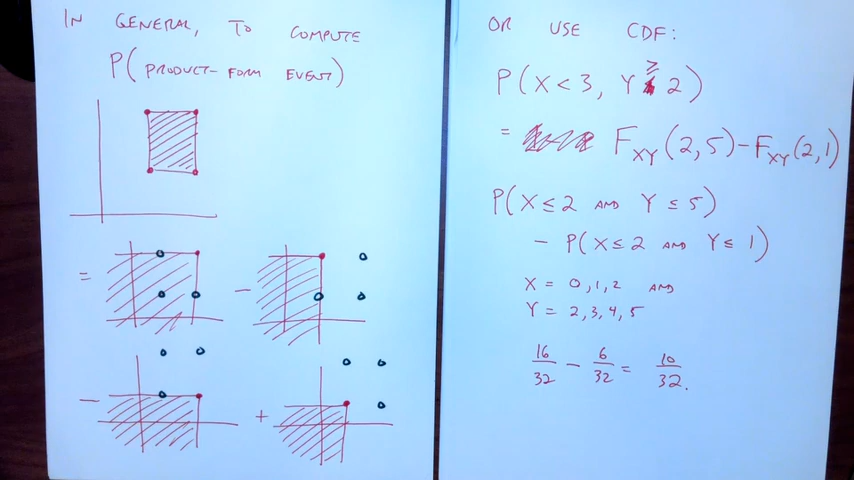 IN GENERAL, TO COMPUTE
P(PRODUCT-FORM EVENT)
=
−
−
+
OR USE CDF:
P(X < 3, Y ≥ 2)
= F_XY(2,5) − F_XY(2,1)
P(X ≤ 2 AND Y ≤ 5)
− P(X ≤ 2 AND Y ≤ 1)
X = 0,1,2 AND
Y = 2,3,4,5
16/32 − 6/32 = 10/32.